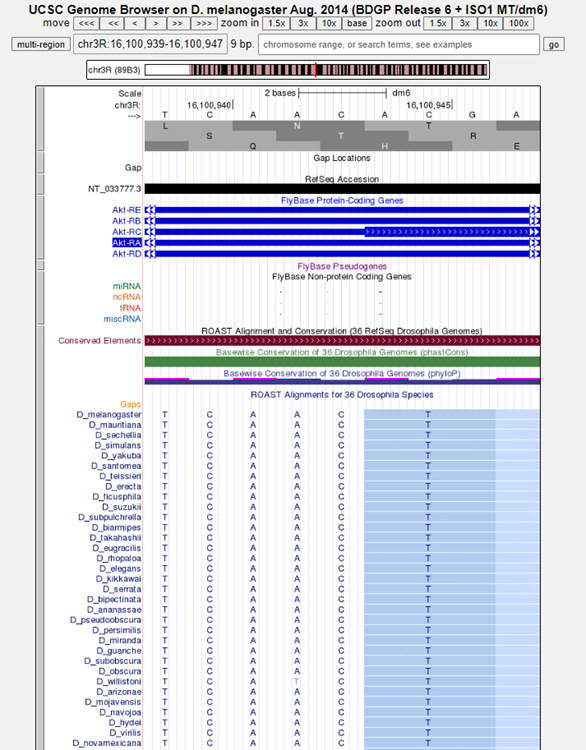 UCSC Genome Browser on D. melanogaster Aug. 2014 (BDGP Release 6 + ISO1 MT/dm6)
move <<< << < > >> >>> zoom in 1.5x 3x 10x base zoom out 1.5x 3x 10x 100x
multi-region chr3R:16,100,939-16,100,947 9 bp. chromosome range, or search terms, see examples go
chr3R (89B3)
Scale 2 bases dm6
chr3R: 16,100,940 16,100,945
---> T C A A C A C G A
L N T
S T R
Q H E
Gap Locations
Gap
RefSeq Accession
NT_033777.3
FlyBase Protein-Coding Genes
Akt-RE
Akt-RB
Akt-RC
Akt-RA
Akt-RD
FlyBase Pseudogenes
FlyBase Non-protein Coding Genes
miRNA
ncRNA
tRNA
miscRNA
ROAST Alignment and Conservation (36 RefSeq Drosophila Genomes)
Conserved Elements
Basewise Conservation of 36 Drosophila Genomes (phastCons)
Basewise Conservation of 36 Drosophila Genomes (phyloP)
ROAST Alignments for 36 Drosophila Species
Gaps
D_melanogaster T C A A C T
D_mauritiana T C A A C T
D_sechellia T C A A C T
D_simulans T C A A C T
D_yakuba T C A A C T
D_santomea T C A A C T
D_teissieri T C A A C T
D_erecta T C A A C T
D_ficusphila T C A A C T
D_suzukii T C A A C T
D_subpulchrella T C A A C T
D_biarmipes T C A A C T
D_takahashii T C A A C T
D_eugracilis T C A A C T
D_rhopaloa T C A A C T
D_elegans T C A A C T
D_kikkawai T C A A C T
D_serrata T C A A C T
D_bipectinata T C A A C T
D_ananassae T C A A C T
D_pseudoobscura T C A A C T
D_persimilis T C A A C T
D_miranda T C A A C T
D_guanche T C A A C T
D_subobscura T C A A C T
D_obscura T C A A C T
D_willistoni T C A T C T
D_arizonae T C A A C T
D_mojavensis T C A A C T
D_navojoa T C A A C T
D_hydei T C A A C T
D_virilis T C A A C T
D_novamexicana T C A A C T